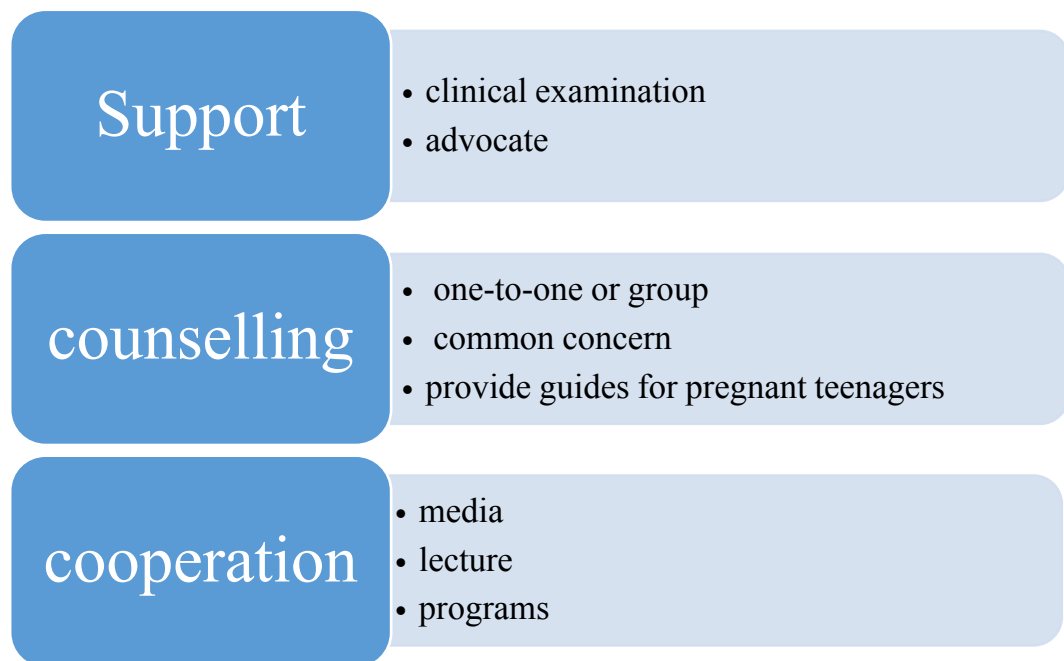 Support
• clinical examination
• advocate
counselling
• one-to-one or group
• common concern
• provide guides for pregnant teenagers
cooperation
• media
• lecture
• programs